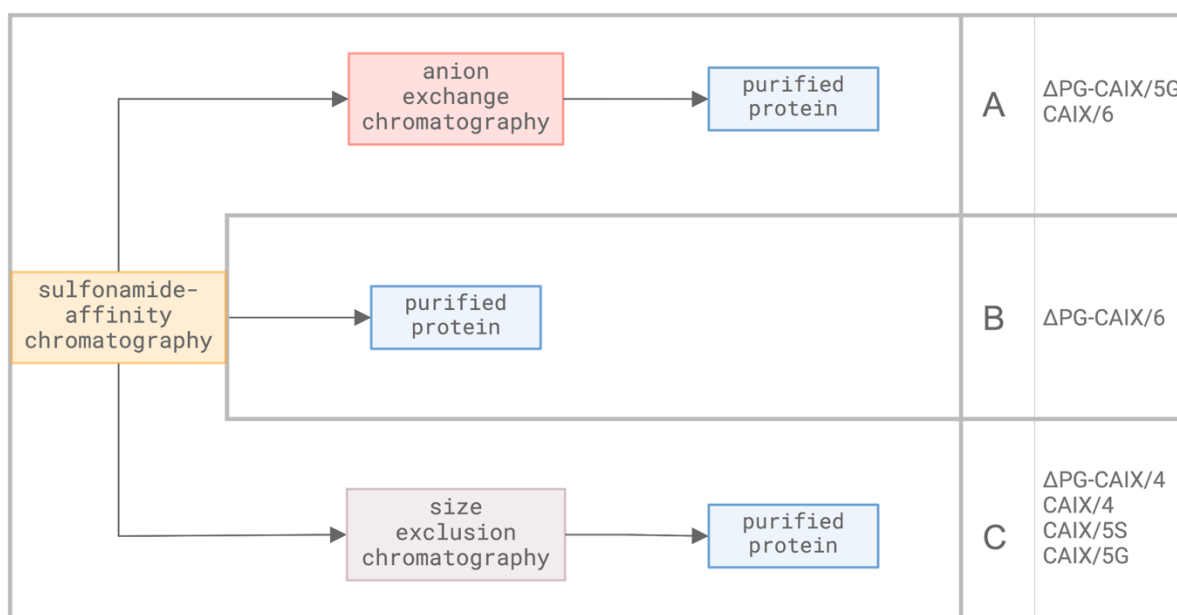 anion
exchange
chromatography
purified
protein
A
ΔPG-CAIX/5G
CAIX/6
sulfonamide-
affinity
chromatography
purified
protein
B
ΔPG-CAIX/6
size
exclusion
chromatography
purified
protein
C
ΔPG-CAIX/4
CAIX/4
CAIX/5S
CAIX/5G